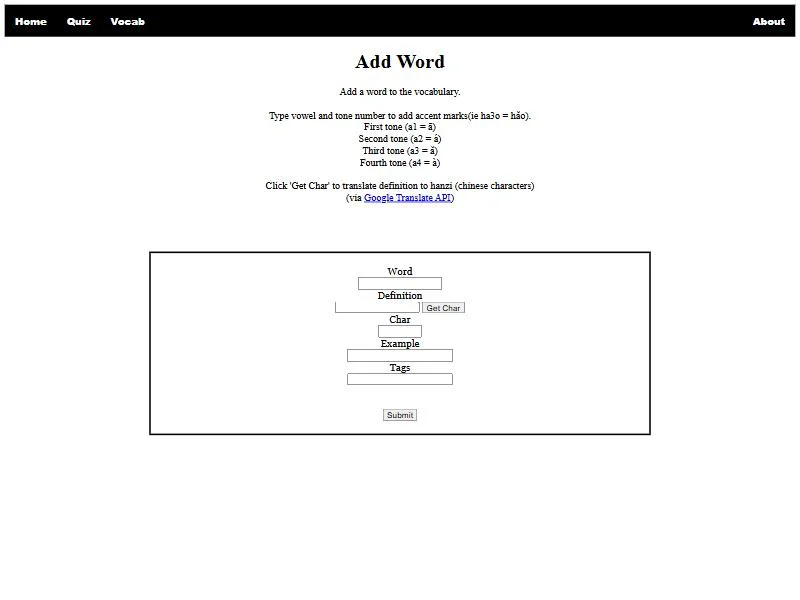 Home Quiz Vocab About
Add Word
Add a word to the vocabulary.
Type vowel and tone number to add accent marks(ie ha3o = hǎo).
First tone (a1 = ā)
Second tone (a2 = á)
Third tone (a3 = ǎ)
Fourth tone (a4 = à)
Click 'Get Char' to translate definition to hanzi (chinese characters)
(via Google Translate API)
Word
Definition
Get Char
Char
Example
Tags
Submit